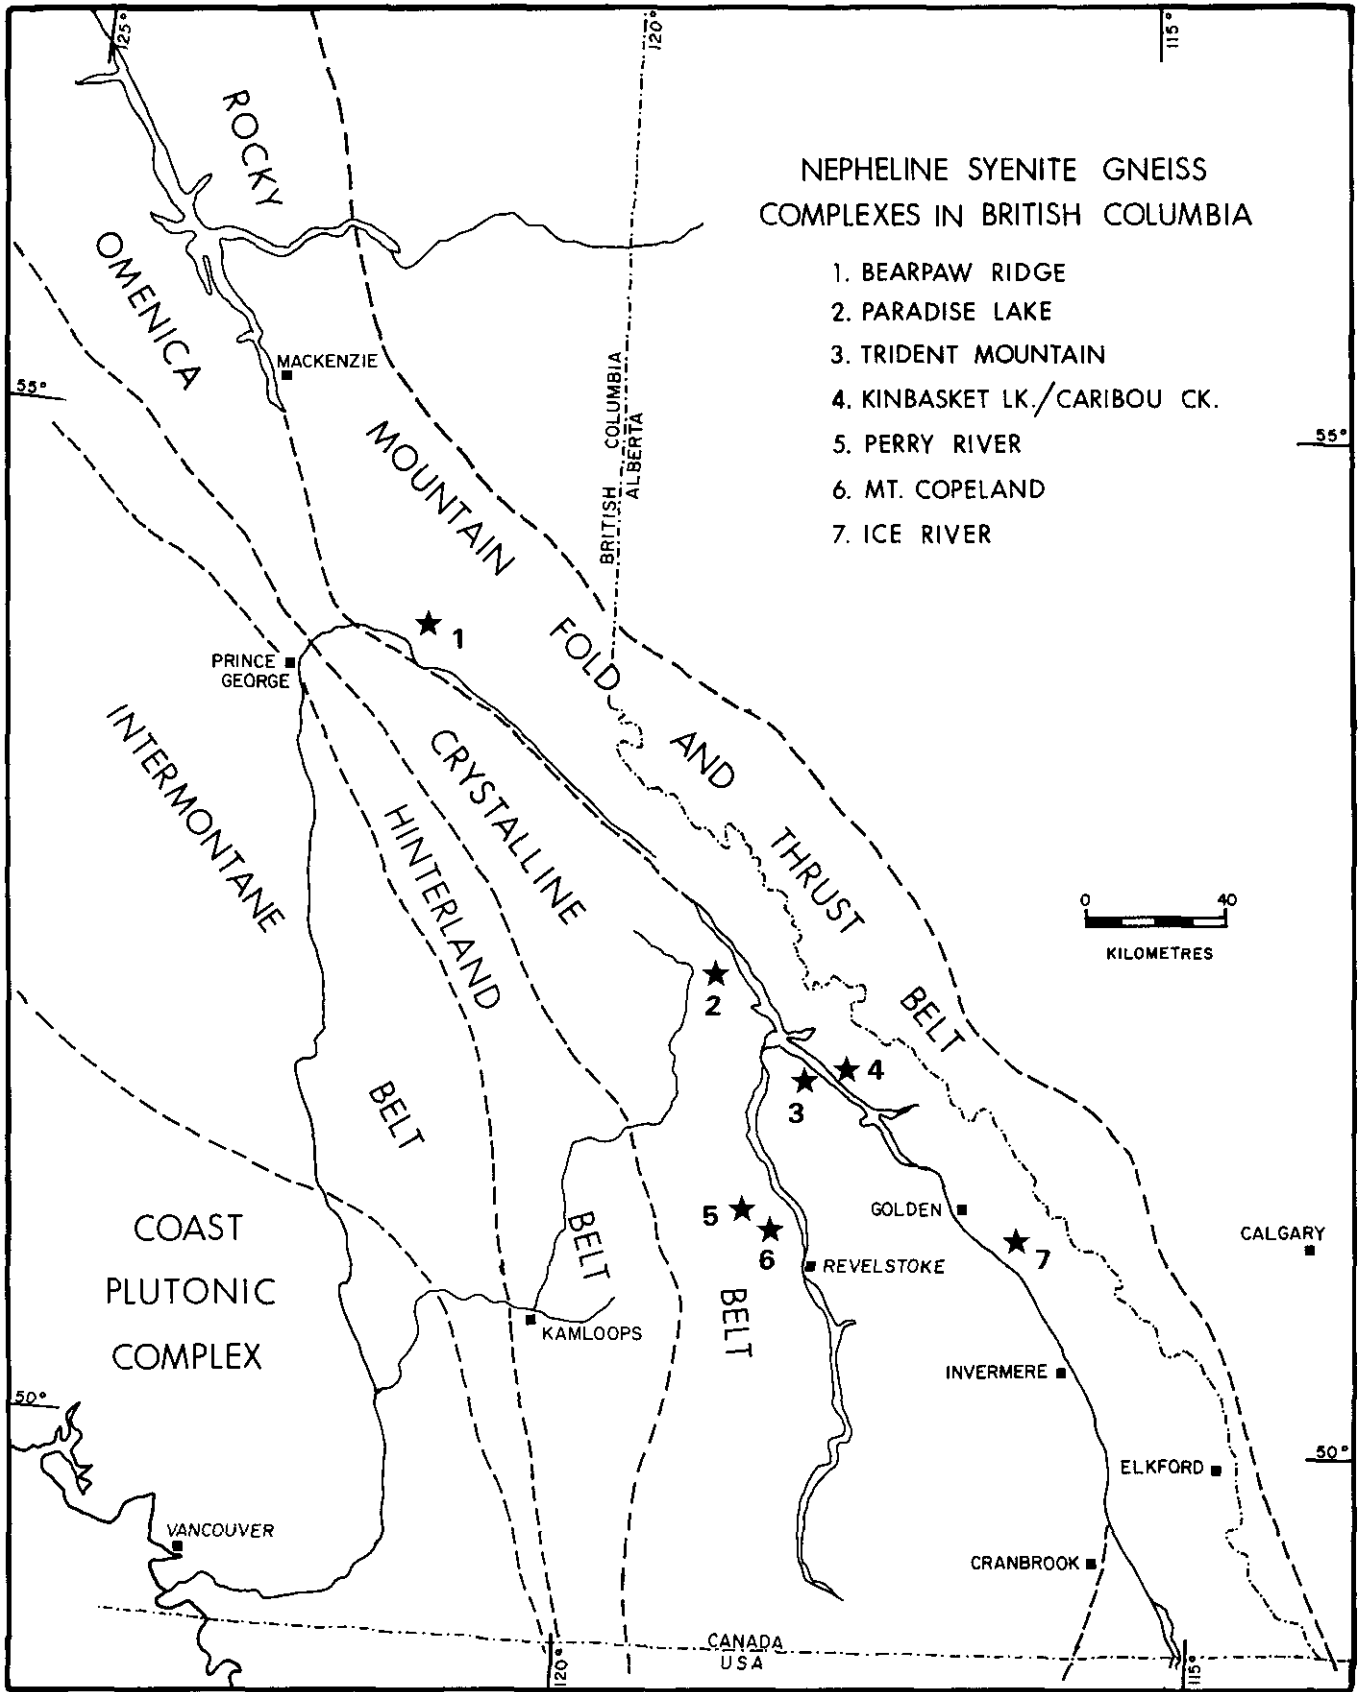 125°
120°
115°
ROCKY
NEPHELINE SYENITE GNEISS
COMPLEXES IN BRITISH COLUMBIA
1. BEARPAW RIDGE
2. PARADISE LAKE
3. TRIDENT MOUNTAIN
4. KINBASKET LK./CARIBOU CK.
5. PERRY RIVER
6. MT. COPELAND
7. ICE RIVER
OMENICA
MACKENZIE
55°
55°
BRITISH COLUMBIA
ALBERTA
MOUNTAIN
1
FOLD
PRINCE
GEORGE
INTERMONTANE
CRYSTALLINE
AND
HINTERLAND
THRUST
0 40
KILOMETRES
2
BELT
4
3
BELT
5
6
GOLDEN
7
COAST
PLUTONIC
COMPLEX
BELT
CALGARY
REVELSTOKE
BELT
KAMLOOPS
INVERMERE
50°
50°
ELKFORD
VANCOUVER
CRANBROOK
CANADA
USA
120°
115°